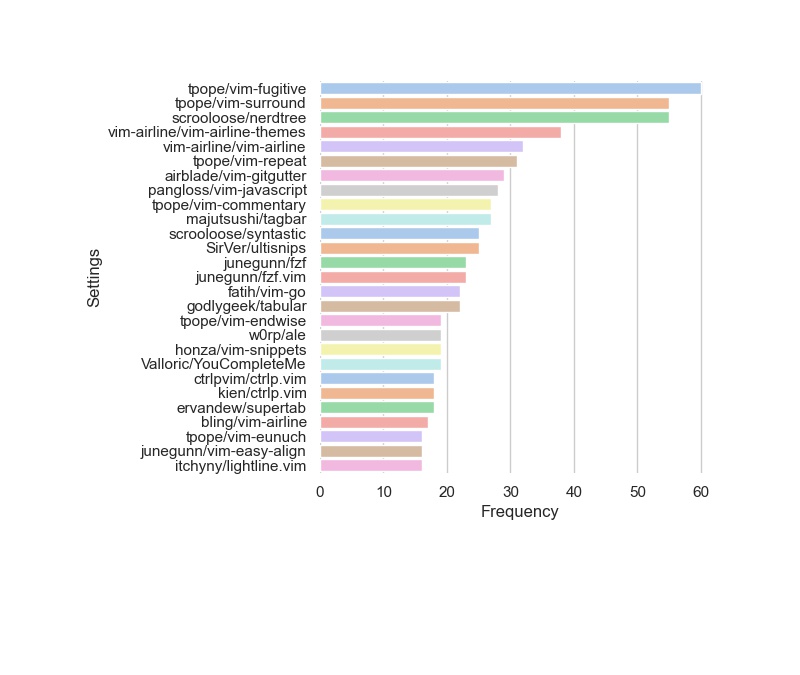 tpope/vim-fugitive
tpope/vim-surround
scrooloose/nerdtree
vim-airline/vim-airline-themes
vim-airline/vim-airline
tpope/vim-repeat
airblade/vim-gitgutter
pangloss/vim-javascript
tpope/vim-commentary
majutsushi/tagbar
scrooloose/syntastic
SirVer/ultisnips
junegunn/fzf
junegunn/fzf.vim
fatih/vim-go
godlygeek/tabular
tpope/vim-endwise
w0rp/ale
honza/vim-snippets
Valloric/YouCompleteMe
ctrlpvim/ctrlp.vim
kien/ctrlp.vim
ervandew/supertab
bling/vim-airline
tpope/vim-eunuch
junegunn/vim-easy-align
itchyny/lightline.vim
Settings
0 10 20 30 40 50 60
Frequency